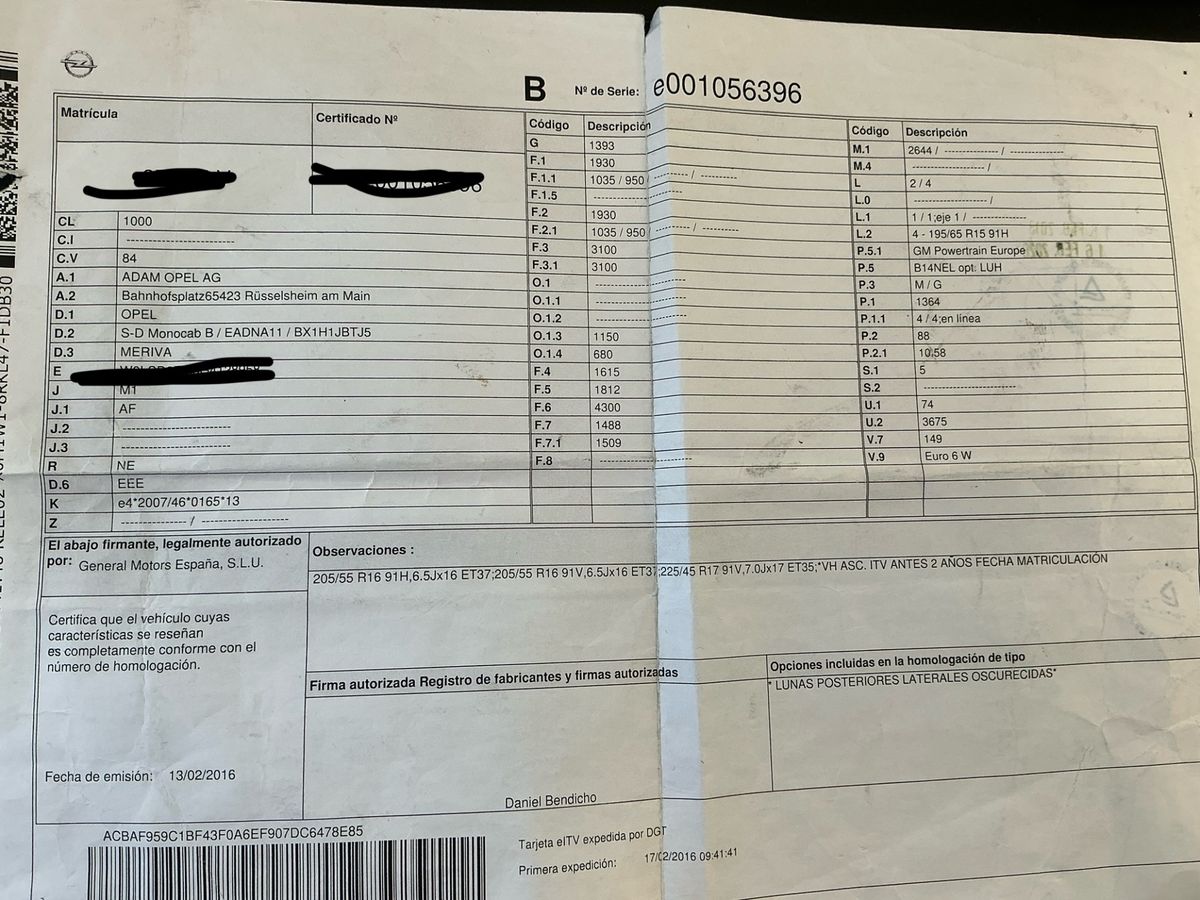 B Nº de Serie: e001056396
Matrícula
Certificado Nº
CL 1000
C.I ------------------------
C.V 84
A.1 ADAM OPEL AG
A.2 Bahnhofsplatz65423 Rüsselsheim am Main
D.1 OPEL
D.2 S-D Monocab B / EADNA11 / BX1H1JBTJ5
D.3 MERIVA
E
J M1
J.1 AF
J.2 ------------------------
J.3 ------------------------
R NE
D.6 EEE
K e4*2007/46*0165*13
Z --------------- / --------------------
Código Descripción
G 1393
F.1 1930
F.1.1 1035 / 950 / -------- / --------
F.1.5 --------------------
F.2 1930
F.2.1 1035 / 950 / -------- / --------
F.3 3100
F.3.1 3100
O.1 --------------------
O.1.1 --------------------
O.1.2 --------------------
O.1.3 1150
O.1.4 680
F.4 1615
F.5 1812
F.6 4300
F.7 1488
F.7.1 1509
F.8 --------------------
Código Descripción
M.1 2644 / ------------ / ------------
M.4 ---------------- /
L 2 / 4
L.0 ---------------- /
L.1 1 / 1;eje 1 / ------------
L.2 4 - 195/65 R15 91H
P.5.1 GM Powertrain Europe
P.5 B14NEL opt: LUH
P.3 M / G
P.1 1364
P.1.1 4 / 4;en línea
P.2 88
P.2.1 10.58
S.1 5
S.2 --------------------
U.1 74
U.2 3675
V.7 149
V.9 Euro 6 W
El abajo firmante, legalmente autorizado
por: General Motors España, S.L.U.
Certifica que el vehículo cuyas
características se reseñan
es completamente conforme con el
número de homologación.
Fecha de emisión: 13/02/2016
Observaciones :
205/55 R16 91H,6.5Jx16 ET37;205/55 R16 91V,6.5Jx16 ET37;225/45 R17 91V,7.0Jx17 ET35;*VH ASC. ITV ANTES 2 AÑOS FECHA MATRICULACIÓN
Firma autorizada Registro de fabricantes y firmas autorizadas
Daniel Bendicho
Opciones incluidas en la homologación de tipo
* LUNAS POSTERIORES LATERALES OSCURECIDAS*
ACBAF959C1BF43F0A6EF907DC6478E85
Tarjeta eITV expedida por DGT
Primera expedición: 17/02/2016 09:41:41